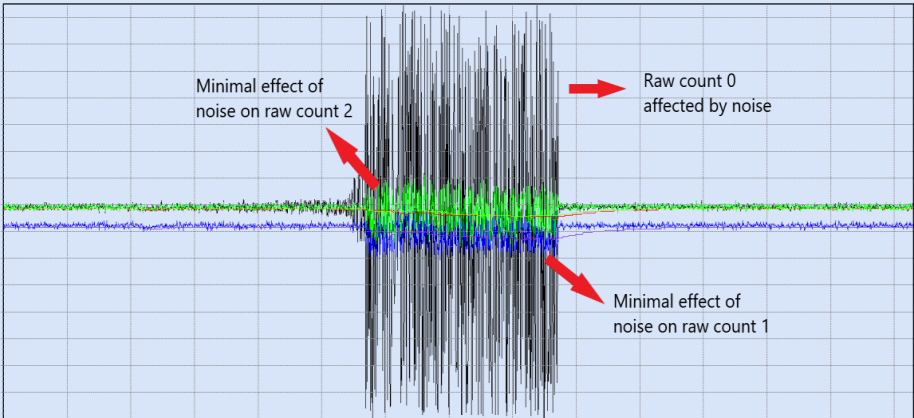 Minimal effect of
noise on raw count 2
Raw count 0
affected by noise
Minimal effect of
noise on raw count 1